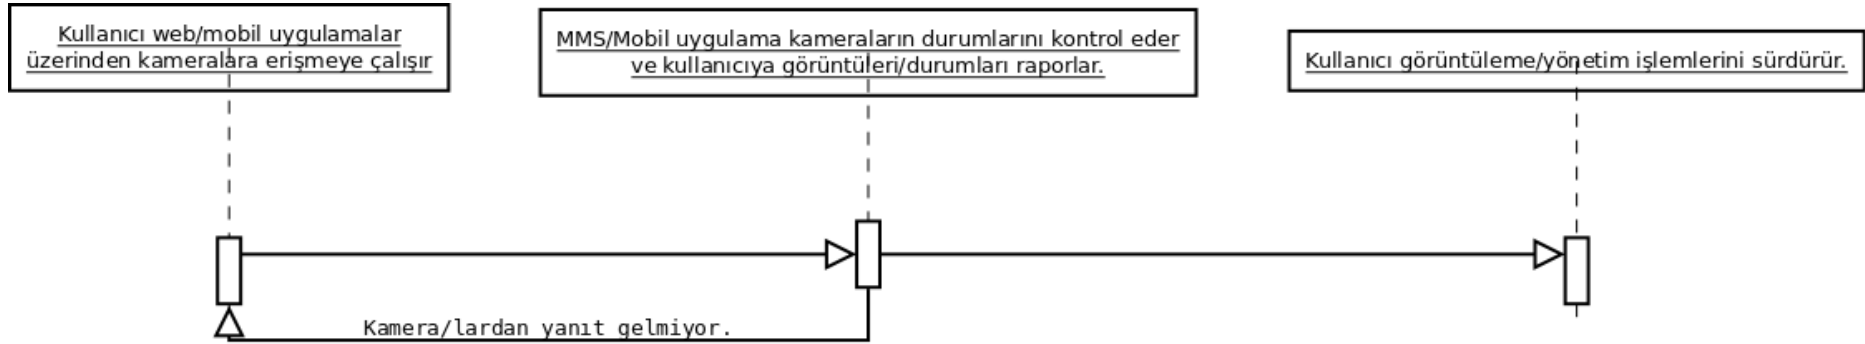 Kullanıcı web/mobil uygulamalar
üzerinden kameralara erişmeye çalışır
MMS/Mobil uygulama kameraların durumlarını kontrol eder
ve kullanıcıya görüntüleri/durumları raporlar.
Kullanıcı görüntüleme/yönetim işlemlerini sürdürür.
Kamera/lardan yanıt gelmiyor.